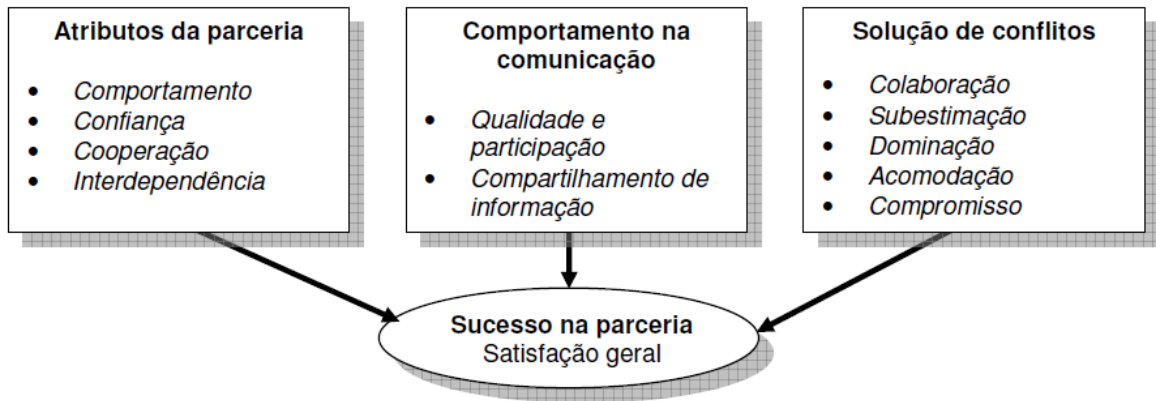 Atributos da parceria
• Comportamento
• Confiança
• Cooperação
• Interdependência
Comportamento na
comunicação
• Qualidade e
participação
• Compartilhamento de
informação
Solução de conflitos
• Colaboração
• Subestimação
• Dominação
• Acomodação
• Compromisso
Sucesso na parceria
Satisfação geral